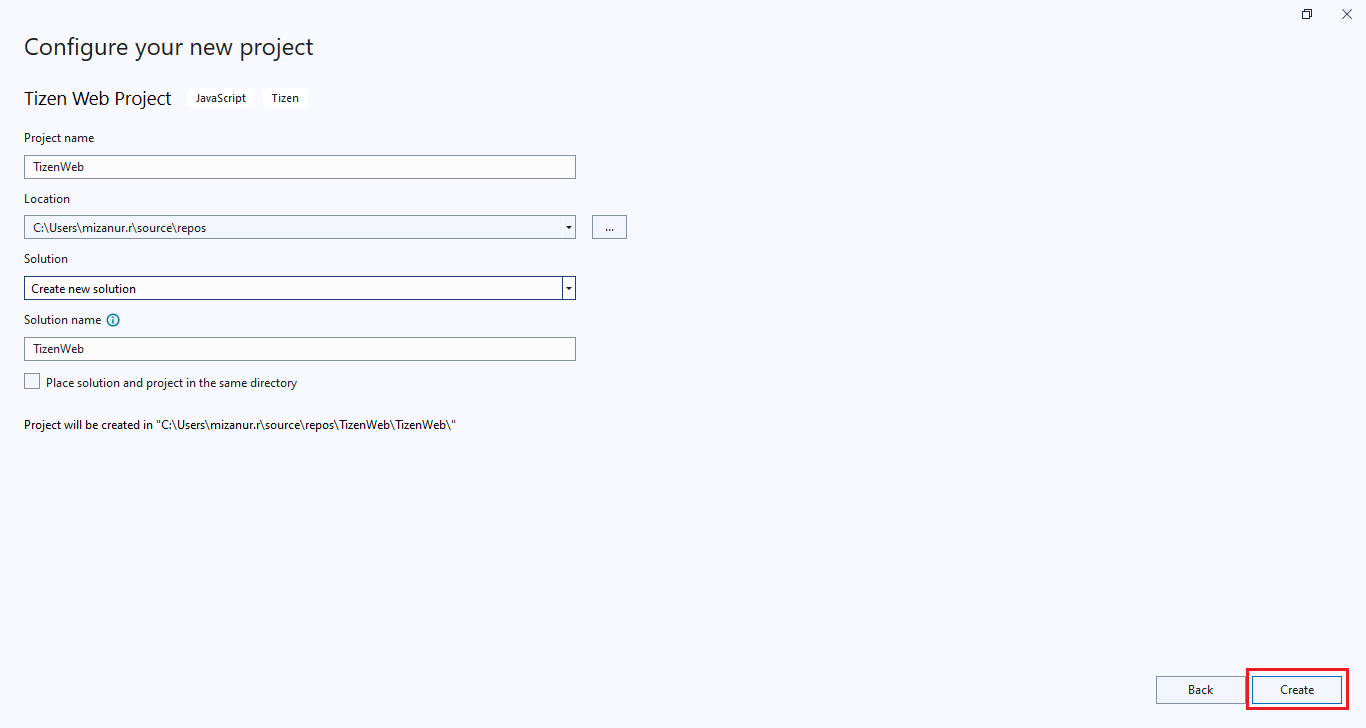 Configure your new project
Tizen Web Project JavaScript Tizen
Project name
TizenWeb
Location
C:\Users\mizanur.r\source\repos ...
Solution
Create new solution
Solution name
TizenWeb
Place solution and project in the same directory
Project will be created in "C:\Users\mizanur.r\source\repos\TizenWeb\TizenWeb\"
Back Create